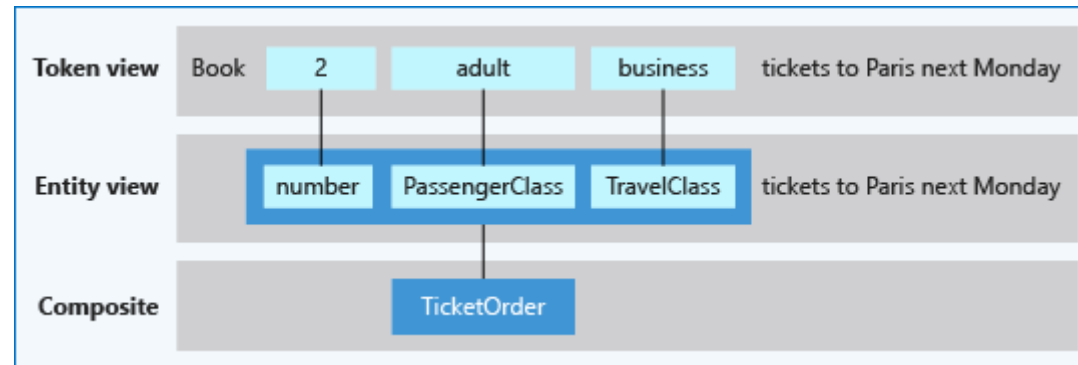 Token view Book 2 adult business tickets to Paris next Monday
Entity view number PassengerClass TravelClass tickets to Paris next Monday
Composite TicketOrder